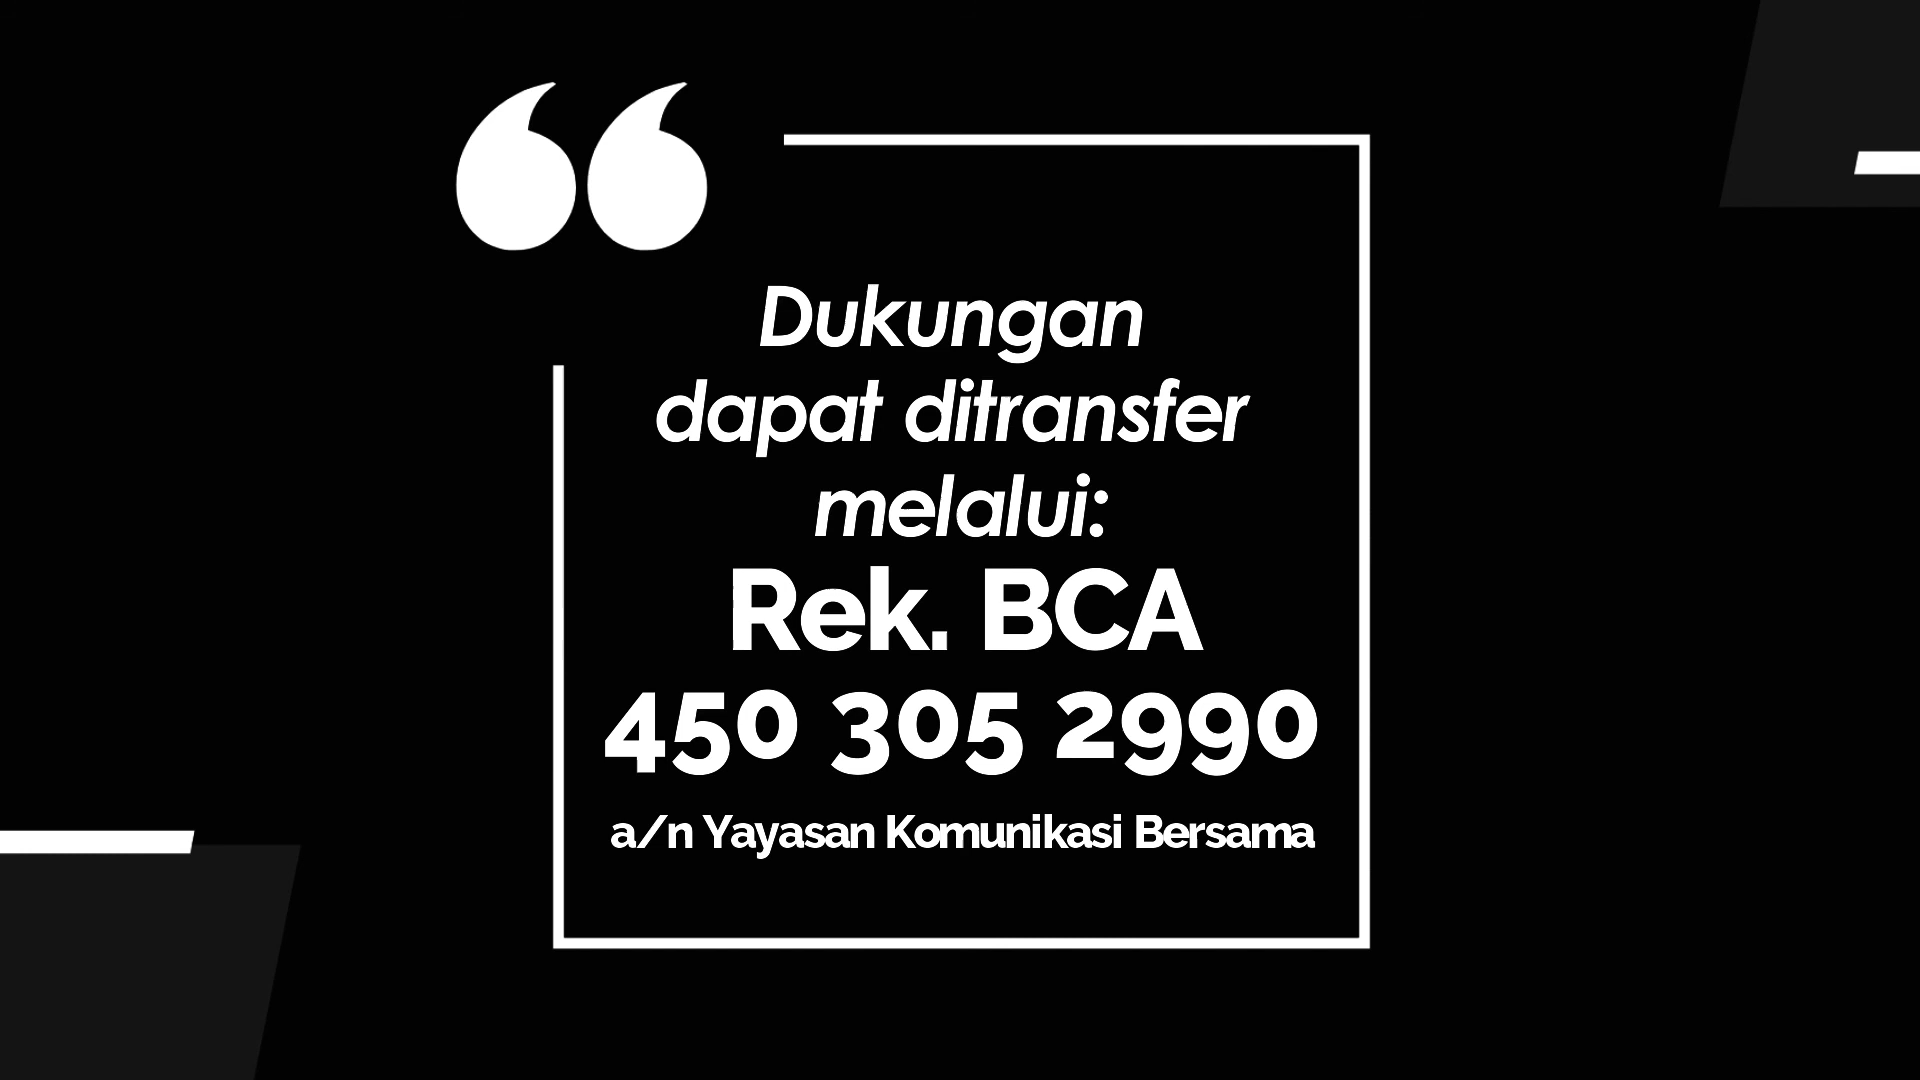 Dukungan
dapat ditransfer
melalui:
Rek. BCA
450 305 2990
a/n Yayasan Komunikasi Bersama